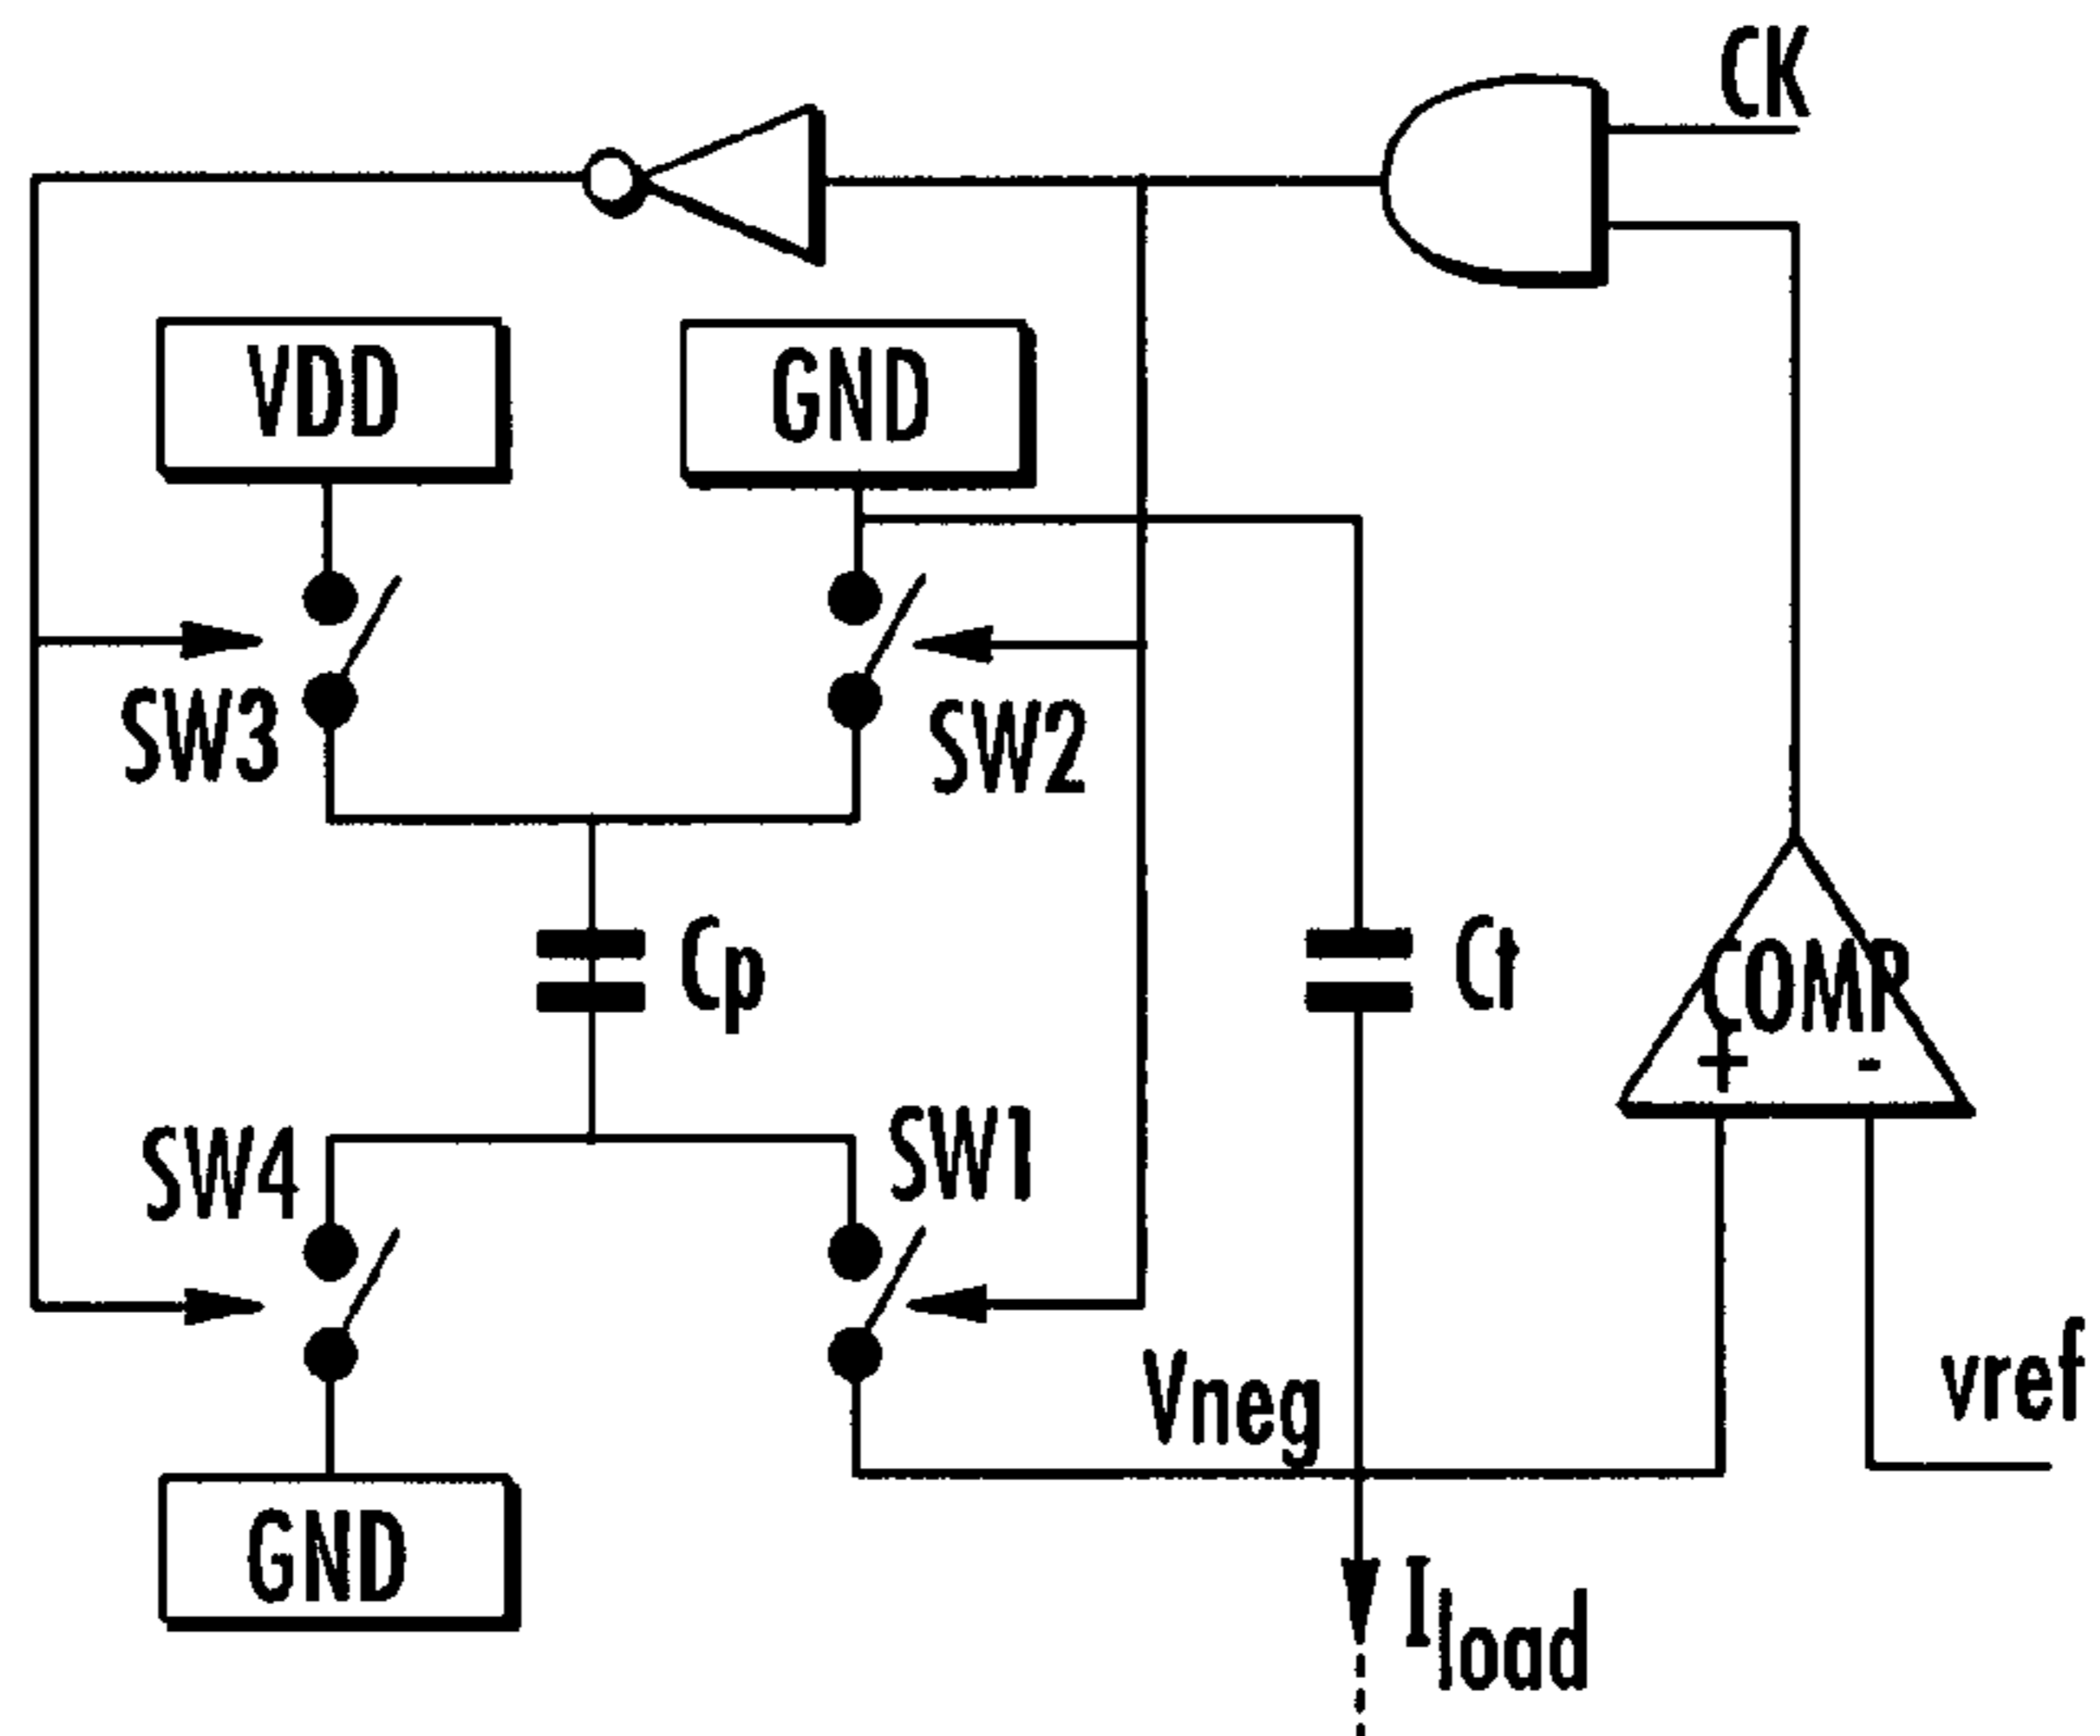 CK
VDD
GND
SW3
SW2
Cp
Ct
COMP
+ -
SW4
SW1
Vneg
vref
GND
Iload